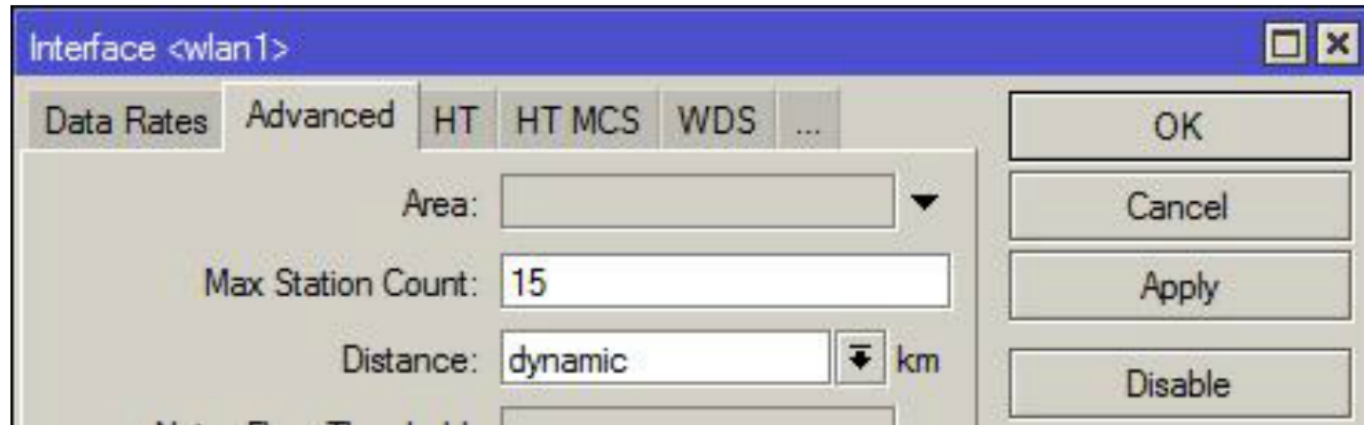 Interface <wlan1>
Data Rates Advanced HT HT MCS WDS ...
OK
Area:
Cancel
Max Station Count: 15
Apply
Distance: dynamic km
Disable